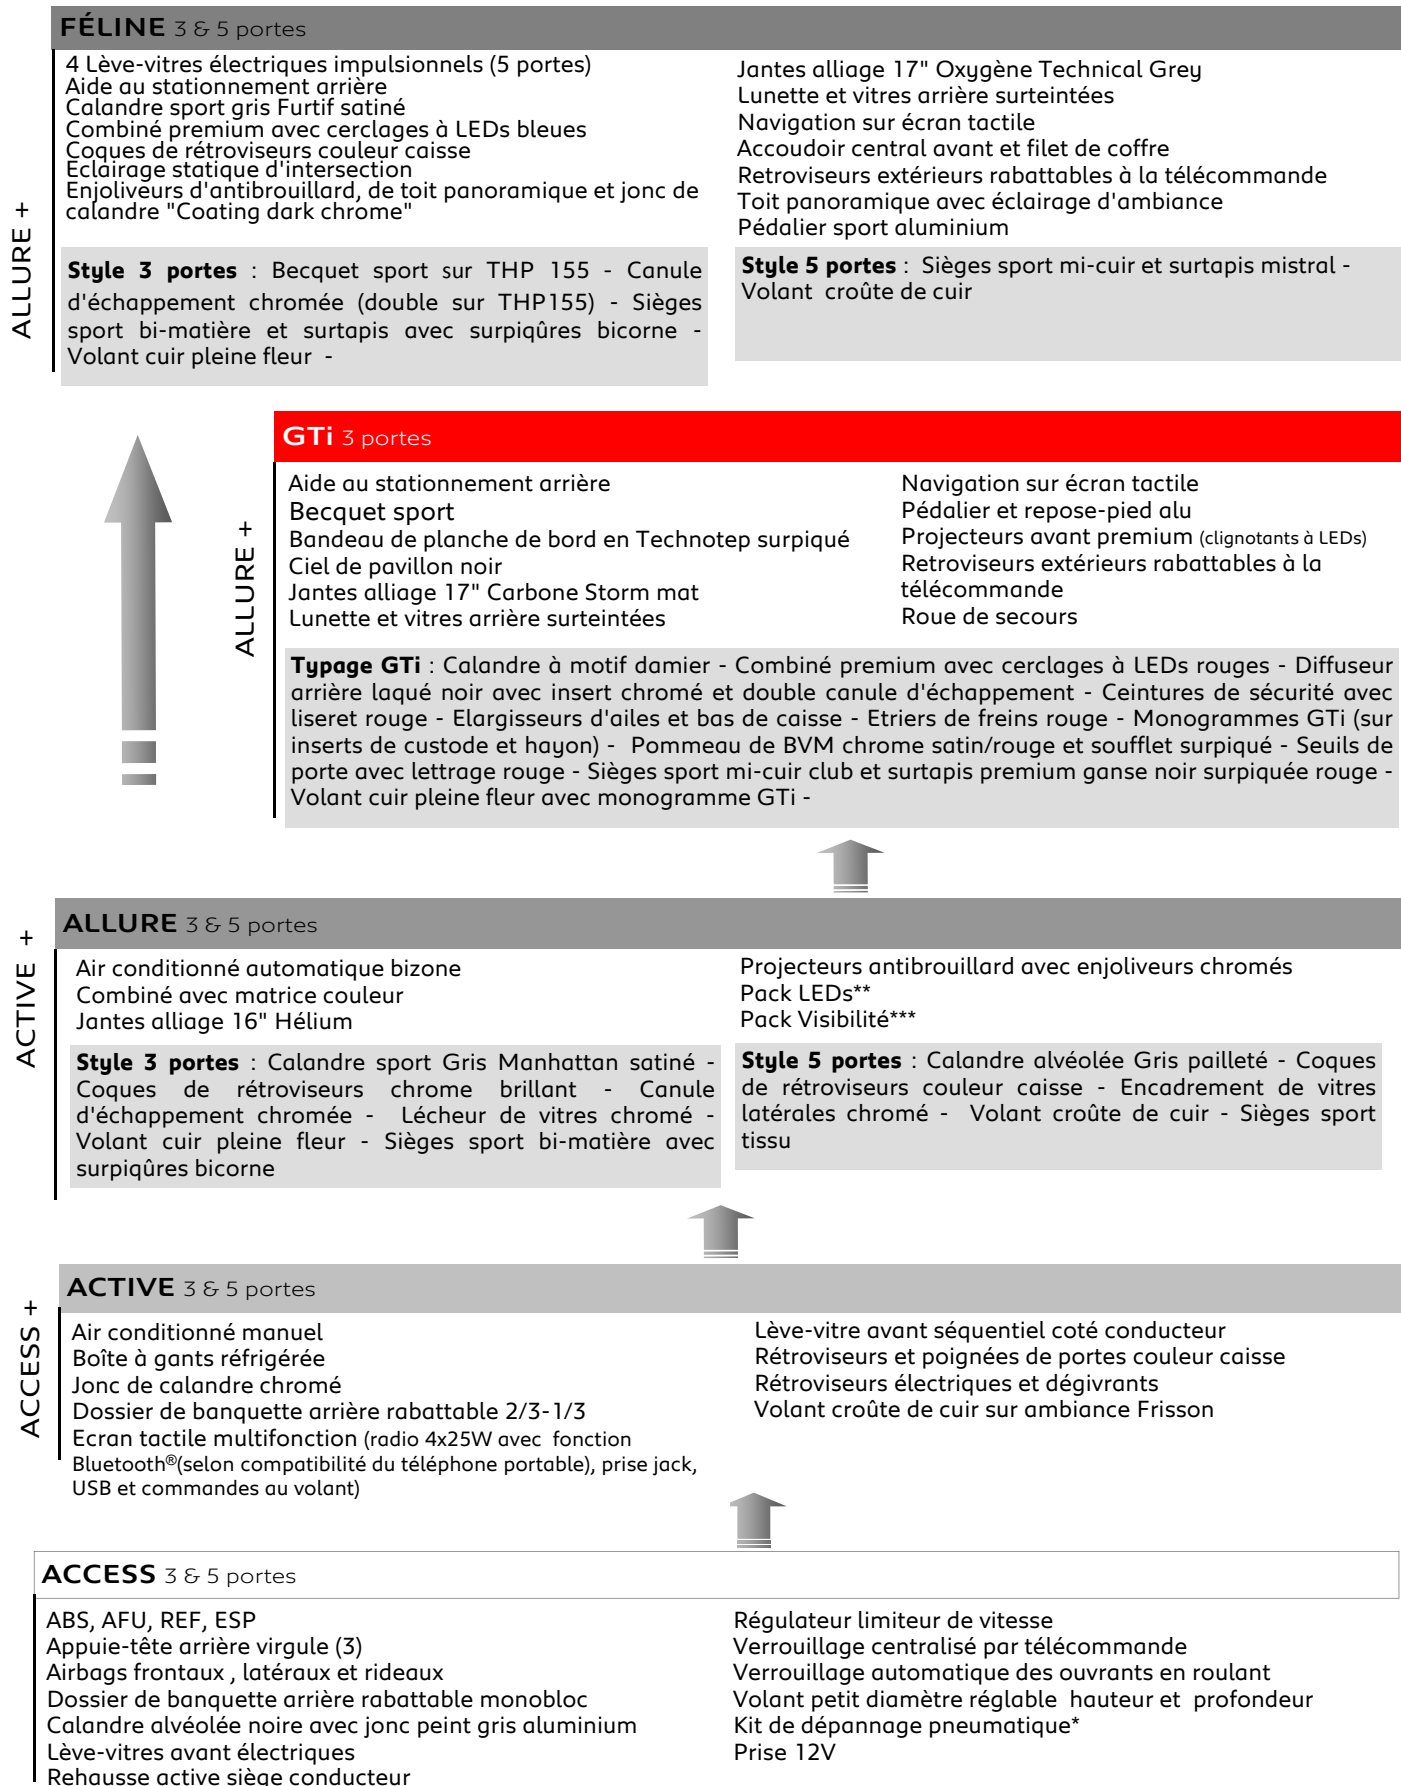 FÉLINE 3 & 5 portes
ALLURE +
4 Lève-vitres électriques impulsionnels (5 portes)
Aide au stationnement arrière
Calandre sport gris Furtif satiné
Combiné premium avec cerclages à LEDs bleues
Coques de rétroviseurs couleur caisse
Eclairage statique d'intersection
Enjoliveurs d'antibrouillard, de toit panoramique et jonc de
calandre "Coating dark chrome"
Jantes alliage 17" Oxygène Technical Grey
Lunette et vitres arrière surteintées
Navigation sur écran tactile
Accoudoir central avant et filet de coffre
Retroviseurs extérieurs rabattables à la télécommande
Toit panoramique avec éclairage d'ambiance
Pédalier sport aluminium
Style 3 portes : Becquet sport sur THP 155 - Canule
d'échappement chromée (double sur THP155) - Sièges
sport bi-matière et surtapis avec surpiqûres bicorne -
Volant cuir pleine fleur -
Style 5 portes : Sièges sport mi-cuir et surtapis mistral -
Volant croûte de cuir
GTi 3 portes
ALLURE +
Aide au stationnement arrière
Becquet sport
Bandeau de planche de bord en Technotep surpiqué
Ciel de pavillon noir
Jantes alliage 17" Carbone Storm mat
Lunette et vitres arrière surteintées
Navigation sur écran tactile
Pédalier et repose-pied alu
Projecteurs avant premium (clignotants à LEDs)
Retroviseurs extérieurs rabattables à la
télécommande
Roue de secours
Typage GTi : Calandre à motif damier - Combiné premium avec cerclages à LEDs rouges - Diffuseur
arrière laqué noir avec insert chromé et double canule d'échappement - Ceintures de sécurité avec
liseret rouge - Elargisseurs d'ailes et bas de caisse - Etriers de freins rouge - Monogrammes GTi (sur
inserts de custode et hayon) - Pommeau de BVM chrome satin/rouge et soufflet surpiqué - Seuils de
porte avec lettrage rouge - Sièges sport mi-cuir club et surtapis premium ganse noir surpiquée rouge -
Volant cuir pleine fleur avec monogramme GTi -
ALLURE 3 & 5 portes
ACTIVE +
Air conditionné automatique bizone
Combiné avec matrice couleur
Jantes alliage 16" Hélium
Projecteurs antibrouillard avec enjoliveurs chromés
Pack LEDs**
Pack Visibilité***
Style 3 portes : Calandre sport Gris Manhattan satiné -
Coques de rétroviseurs chrome brillant - Canule
d'échappement chromée - Lécheur de vitres chromé -
Volant cuir pleine fleur - Sièges sport bi-matière avec
surpiqûres bicorne
Style 5 portes : Calandre alvéolée Gris pailleté - Coques
de rétroviseurs couleur caisse - Encadrement de vitres
latérales chromé - Volant croûte de cuir - Sièges sport
tissu
ACTIVE 3 & 5 portes
ACCESS +
Air conditionné manuel
Boîte à gants réfrigérée
Jonc de calandre chromé
Dossier de banquette arrière rabattable 2/3-1/3
Ecran tactile multifonction (radio 4x25W avec fonction
Bluetooth®(selon compatibilité du téléphone portable), prise jack,
USB et commandes au volant)
Lève-vitre avant séquentiel coté conducteur
Rétroviseurs et poignées de portes couleur caisse
Rétroviseurs électriques et dégivrants
Volant croûte de cuir sur ambiance Frisson
ACCESS 3 & 5 portes
ABS, AFU, REF, ESP
Appuie-tête arrière virgule (3)
Airbags frontaux , latéraux et rideaux
Dossier de banquette arrière rabattable monobloc
Calandre alvéolée noire avec jonc peint gris aluminium
Lève-vitres avant électriques
Rehausse active siège conducteur
Régulateur limiteur de vitesse
Verrouillage centralisé par télécommande
Verrouillage automatique des ouvrants en roulant
Volant petit diamètre réglable hauteur et profondeur
Kit de dépannage pneumatique*
Prise 12V